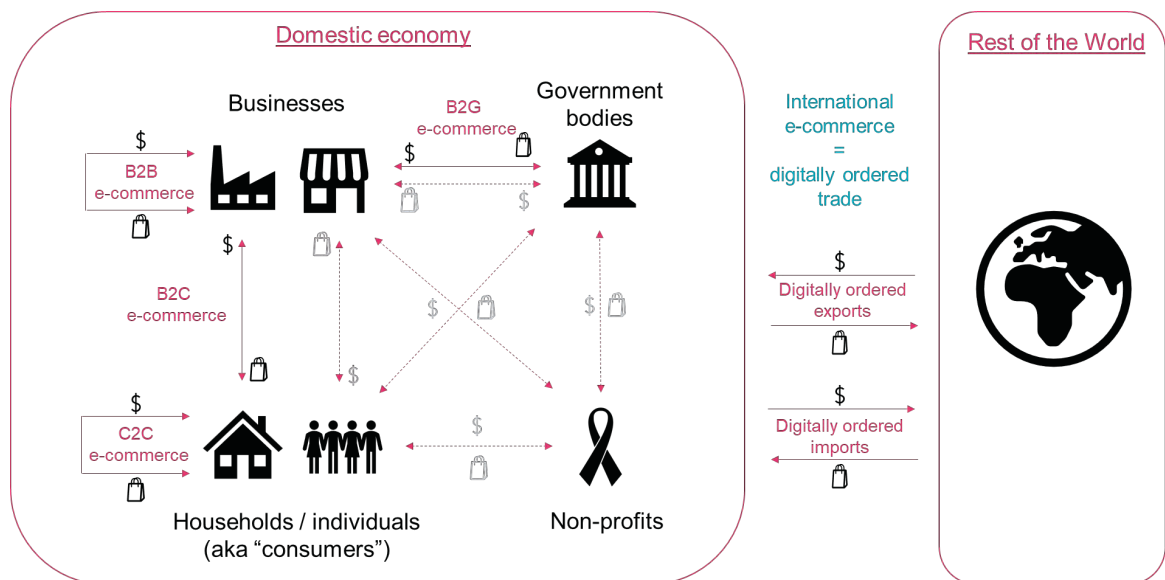 Domestic economy
Rest of the World
Businesses
Government
bodies
B2G
e-commerce
$
$
B2B
e-commerce
$
$
International
e-commerce
=
digitally ordered
trade
$
B2C
e-commerce
$
$
$
Digitally ordered
exports
$
$
C2C
e-commerce
$
$
Digitally ordered
imports
Households / individuals
(aka “consumers”)
Non-profits